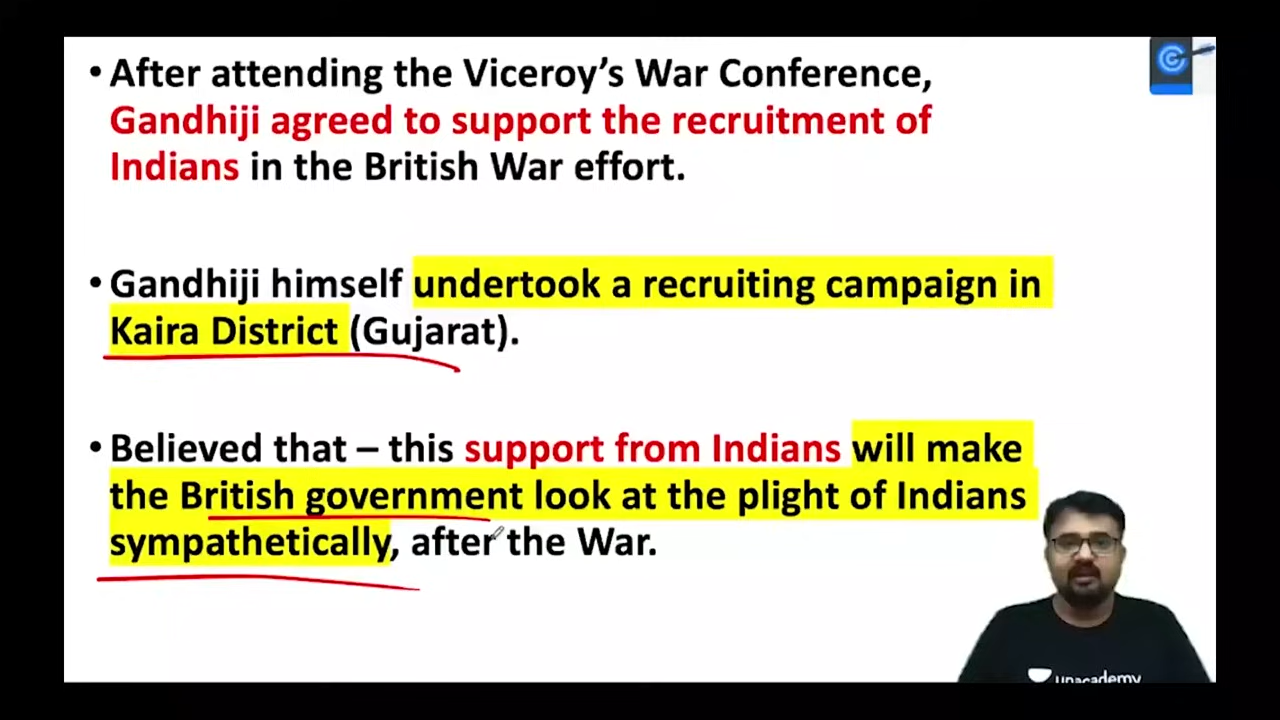 • After attending the Viceroy’s War Conference,
Gandhiji agreed to support the recruitment of
Indians in the British War effort.
• Gandhiji himself undertook a recruiting campaign in
Kaira District (Gujarat).
• Believed that – this support from Indians will make
the British government look at the plight of Indians
sympathetically, after the War.
unacademy